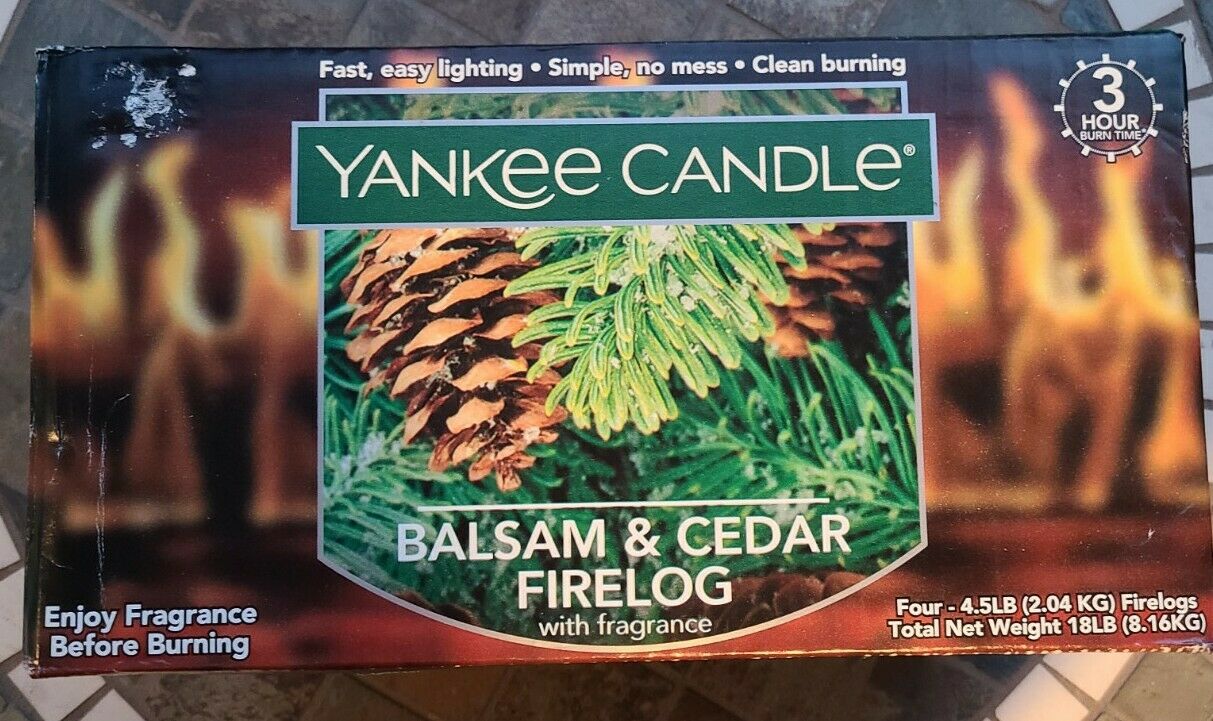 Fast, easy lighting • Simple, no mess • Clean burning
3
HOUR
BURN TIME*
YANKEE CANDLE®
BALSAM & CEDAR
FIRELOG
with fragrance
Enjoy Fragrance
Before Burning
Four - 4.5LB (2.04 KG) Firelogs
Total Net Weight 18LB (8.16KG)